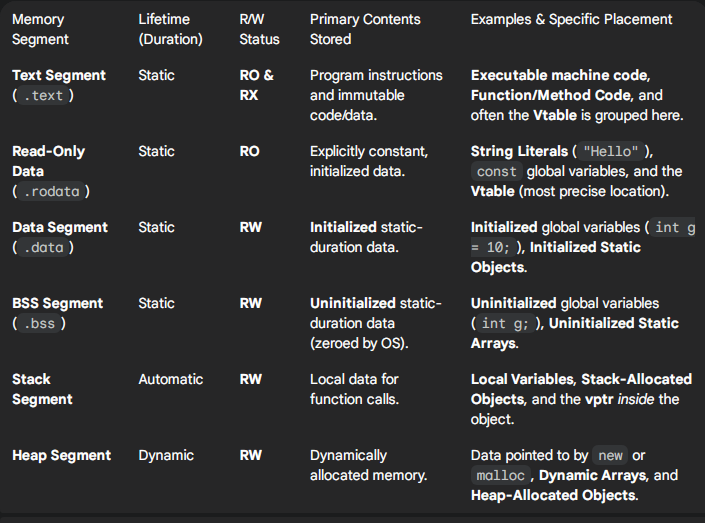 Memory Segment
Lifetime (Duration)
R/W Status
Primary Contents Stored
Examples & Specific Placement
Text Segment (.text)
Static
RO & RX
Program instructions and immutable code/data.
Executable machine code, Function/Method Code, and often the Vtable is grouped here.
Read-Only Data (.rodata)
Static
RO
Explicitly constant, initialized data.
String Literals ("Hello"), const global variables, and the Vtable (most precise location).
Data Segment (.data)
Static
RW
Initialized static-duration data.
Initialized global variables (int g = 10;), Initialized Static Objects.
BSS Segment (.bss)
Static
RW
Uninitialized static-duration data (zeroed by OS).
Uninitialized global variables (int g;), Uninitialized Static Arrays.
Stack Segment
Automatic
RW
Local data for function calls.
Local Variables, Stack-Allocated Objects, and the vptr inside the object.
Heap Segment
Dynamic
RW
Dynamically allocated memory.
Data pointed to by new or malloc, Dynamic Arrays, and Heap-Allocated Objects.